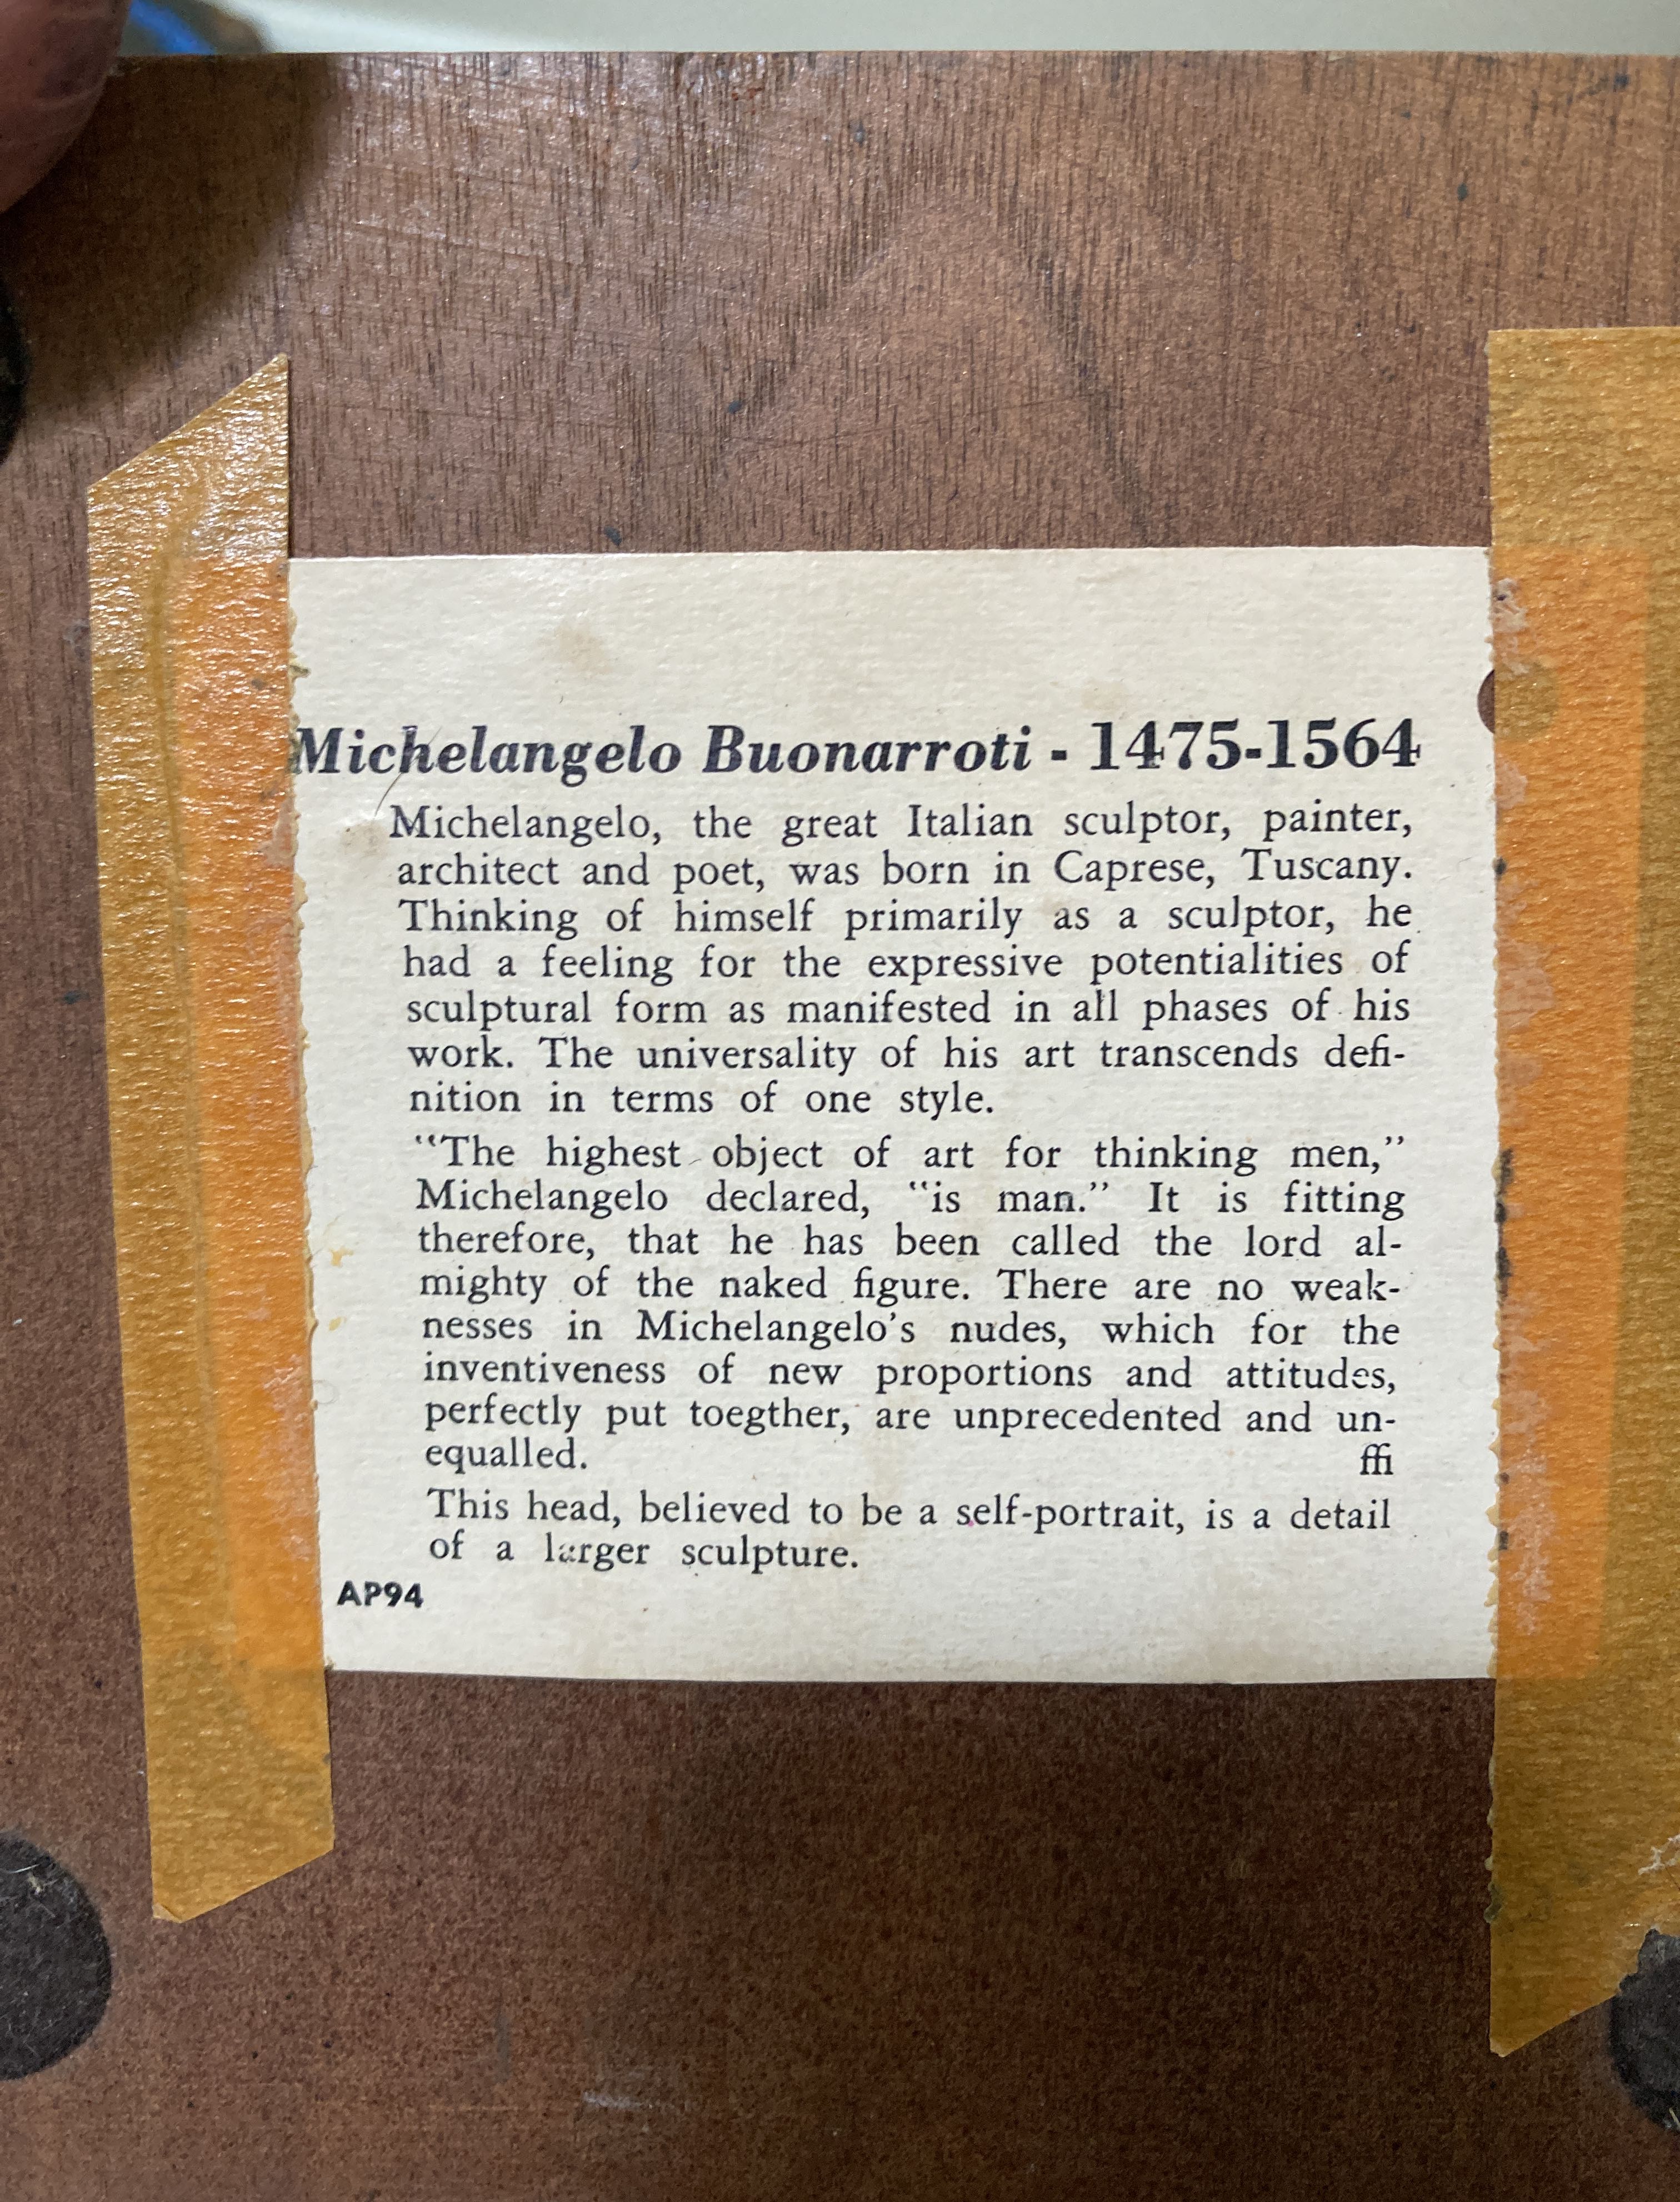 Michelangelo Buonarroti - 1475-1564
Michelangelo, the great Italian sculptor, painter,
architect and poet, was born in Caprese, Tuscany.
Thinking of himself primarily as a sculptor, he
had a feeling for the expressive potentialities of
sculptural form as manifested in all phases of his
work. The universality of his art transcends defi-
nition in terms of one style.
"The highest object of art for thinking men,"
Michelangelo declared, "is man." It is fitting
therefore, that he has been called the lord al-
mighty of the naked figure. There are no weak-
nesses in Michelangelo's nudes, which for the
inventiveness of new proportions and attitudes,
perfectly put toegther, are unprecedented and un-
equalled. ffi
This head, believed to be a self-portrait, is a detail
of a larger sculpture.
AP94